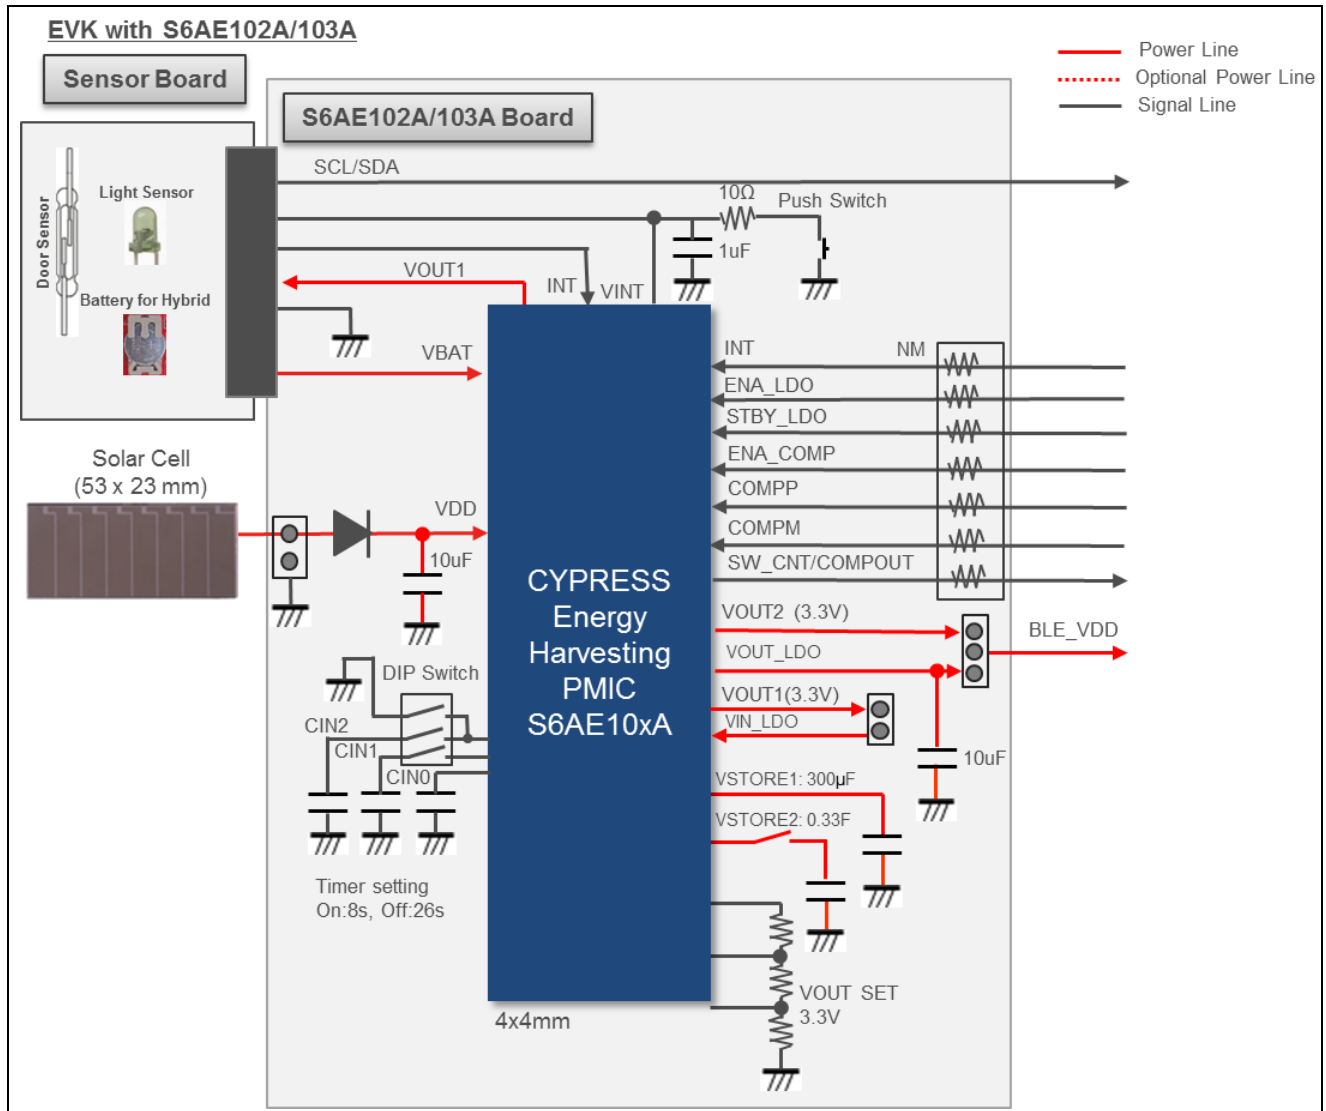 EVK with S6AE102A/103A
Power Line
Optional Power Line
Signal Line
Sensor Board
S6AE102A/103A Board
SCL/SDA
Door Sensor
Light Sensor
Battery for Hybrid
10Ω
Push Switch
1uF
VOUT1
INT
VINT
VBAT
INT
NM
ENA_LDO
STBY_LDO
ENA_COMP
COMPP
COMPM
SW_CNT/COMPOUT
Solar Cell
(53 x 23 mm)
VDD
10uF
CYPRESS
Energy
Harvesting
PMIC
S6AE10xA
VOUT2 (3.3V)
BLE_VDD
VOUT_LDO
VOUT1(3.3V)
VIN_LDO
10uF
DIP Switch
CIN2
CIN1
CIN0
VSTORE1: 300µF
VSTORE2: 0.33F
Timer setting
On:8s, Off:26s
VOUT SET
3.3V
4x4mm